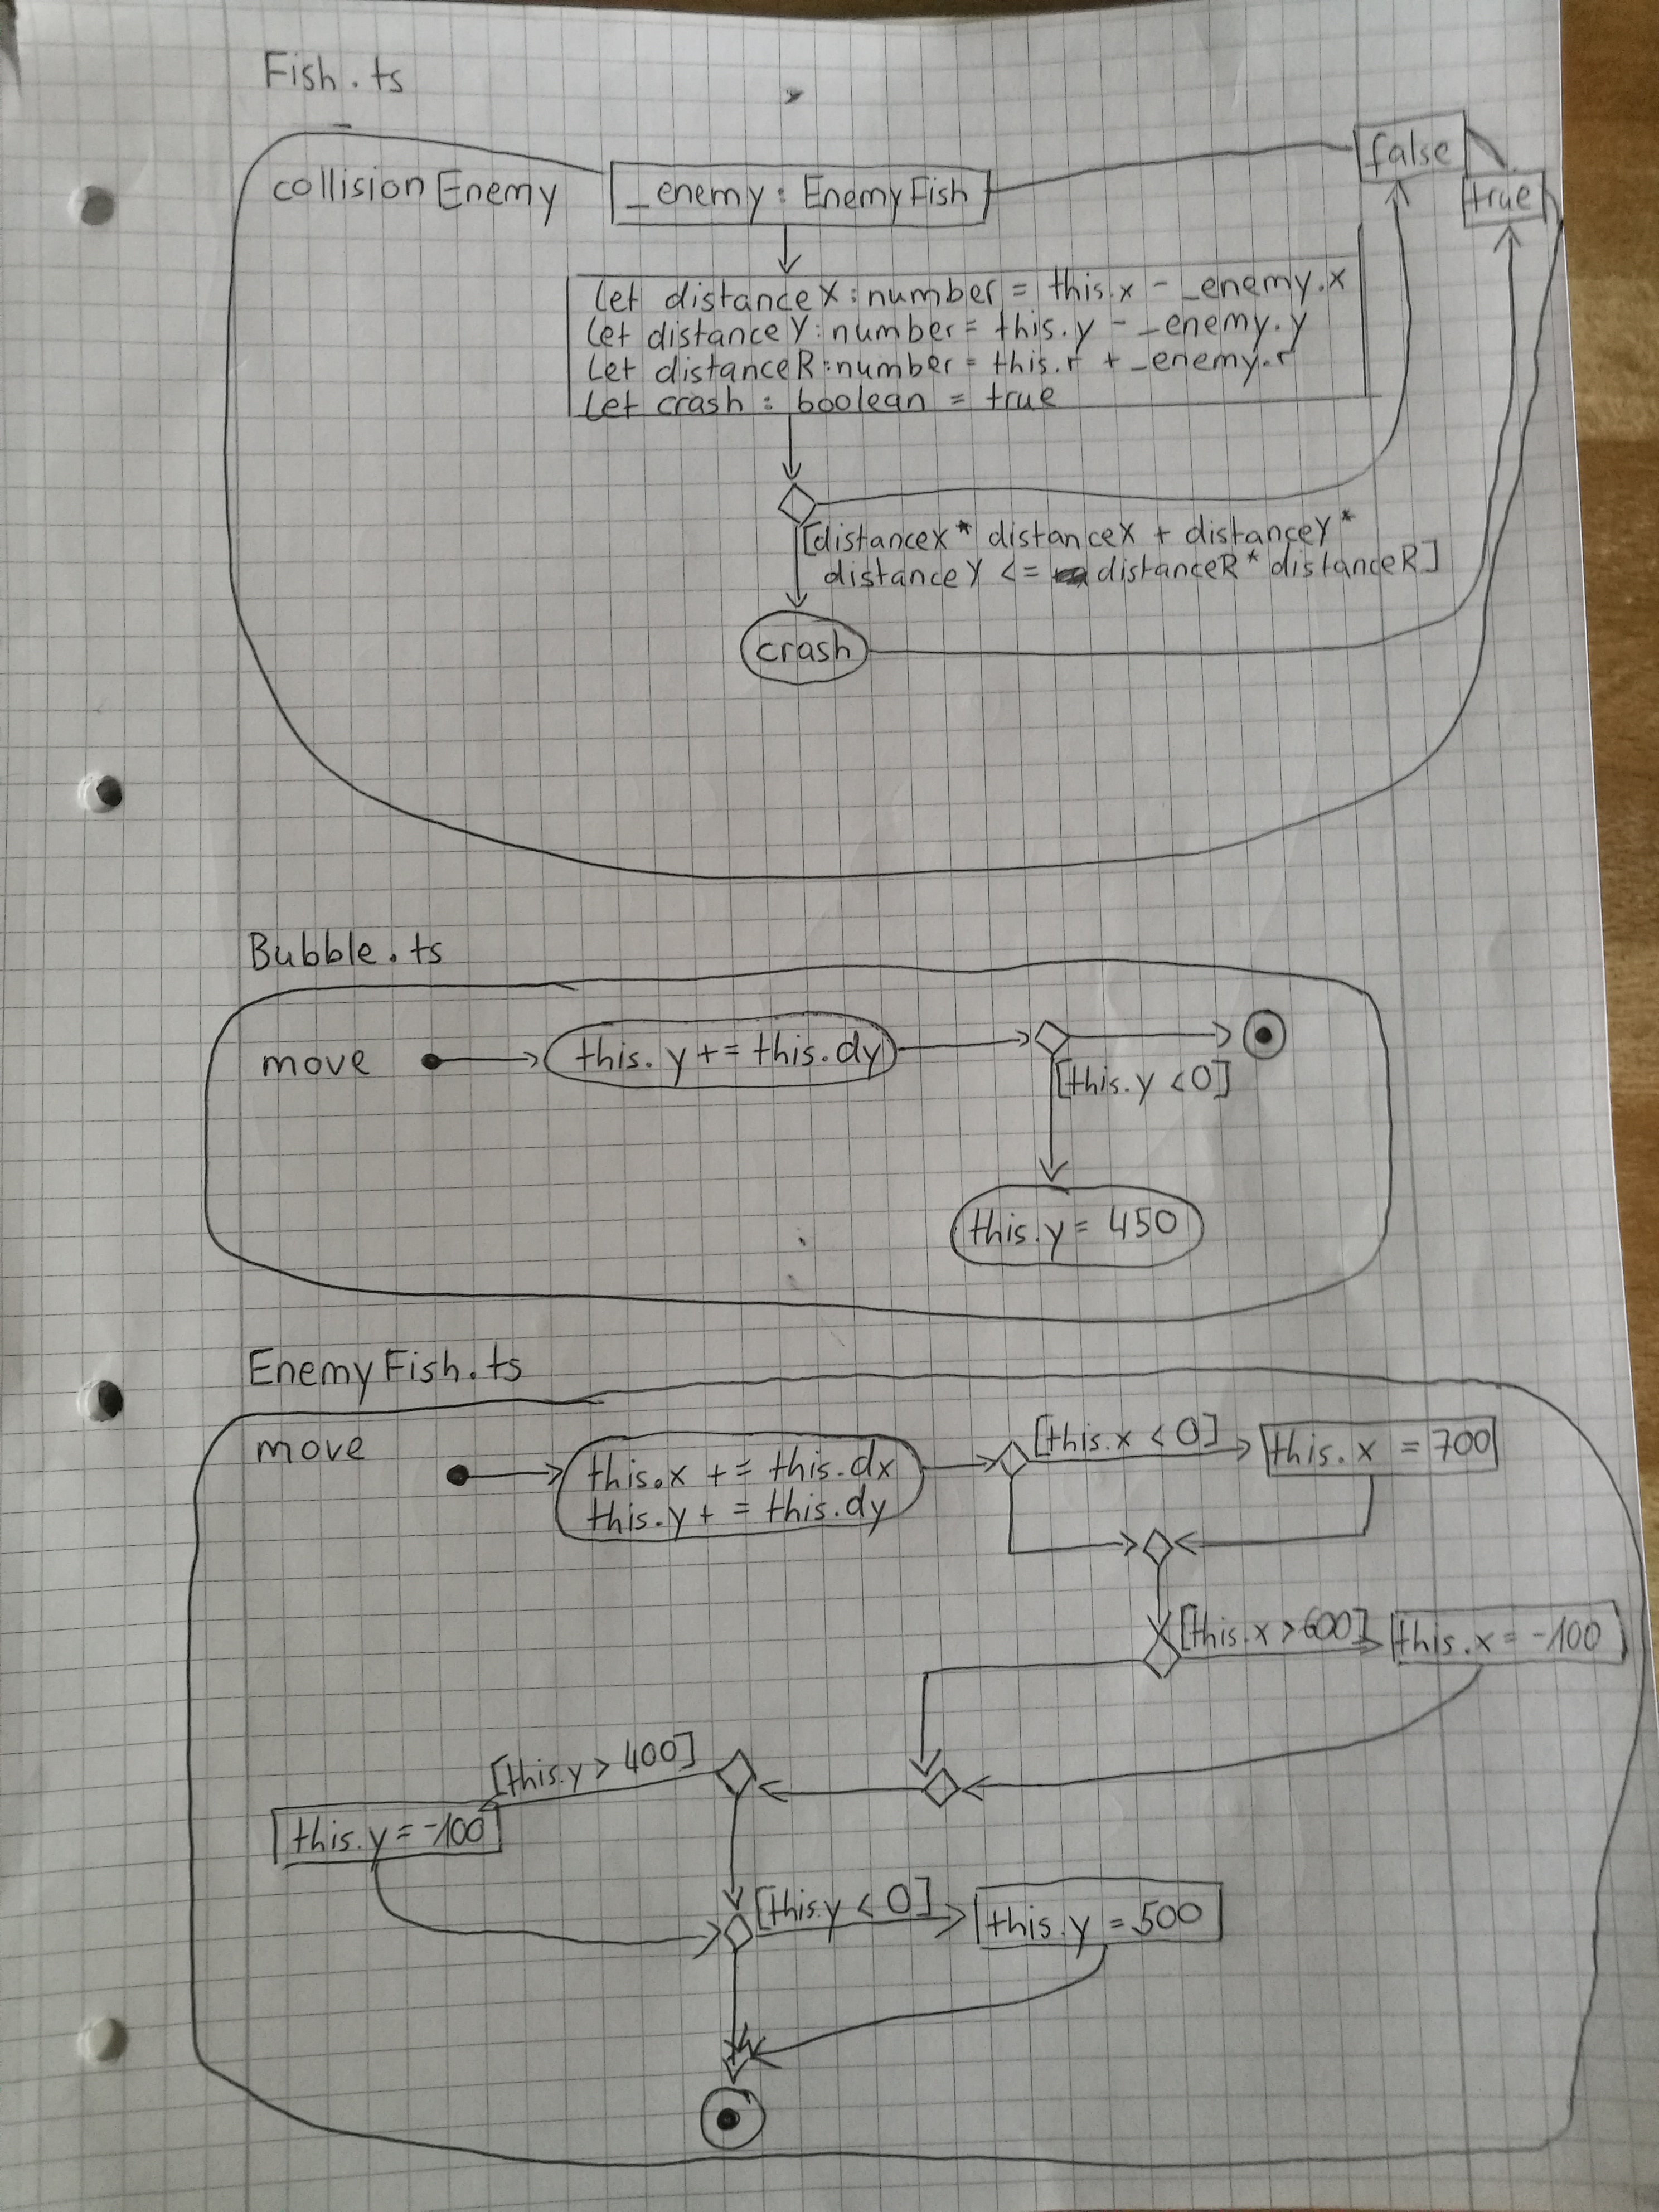 Fish.ts
false
collisionEnemy
_enemy: EnemyFish
true
let distanceX:number = this.x - _enemy.x
let distanceY:number = this.y - _enemy.y
let distanceR:number = this.r + _enemy.r
let crash : boolean = true
[distanceX* distanceX + distanceY*
distanceY <= distanceR* distanceR]
crash
Bubble.ts
move
this.y += this.dy
[this.y <0]
this.y = 450
EnemyFish.ts
move
this.x += this.dx
this.y += this.dy
[this.x < 0]
this.x = 700
[this.x >600]
this.x = -100
[this.y > 400]
this.y = -100
[this.y < 0]
this.y = 500